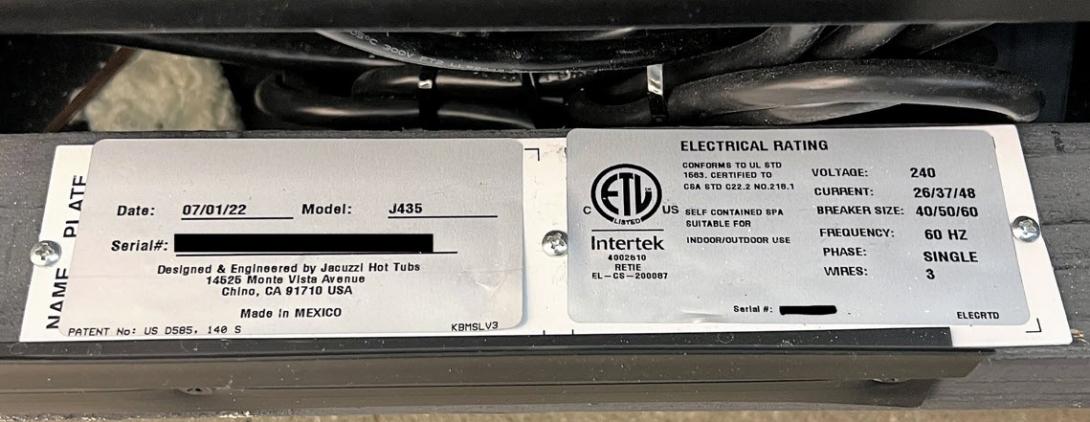 05°C 300V
NAME PLATE
Date: 07/01/22 Model: J435
Serial#:
Designed & Engineered by Jacuzzi Hot Tubs
14525 Monte Vista Avenue
Chino, CA 91710 USA
Made in MEXICO
PATENT No: US D585, 140 S
KBMSLV3
ELECTRICAL RATING
ETL
LISTED
C US
Intertek
4002610
RETIE
EL-CS-200087
CONFORMS TO UL STD
1563. CERTIFIED TO
CSA STD C22.2 NO.218.1
SELF CONTAINED SPA
SUITABLE FOR
INDOOR/OUTDOOR USE
VOLTAGE: 240
CURRENT: 26/37/48
BREAKER SIZE: 40/50/60
FREQUENCY: 60 HZ
PHASE: SINGLE
WIRES: 3
Serial #:
ELECRTD